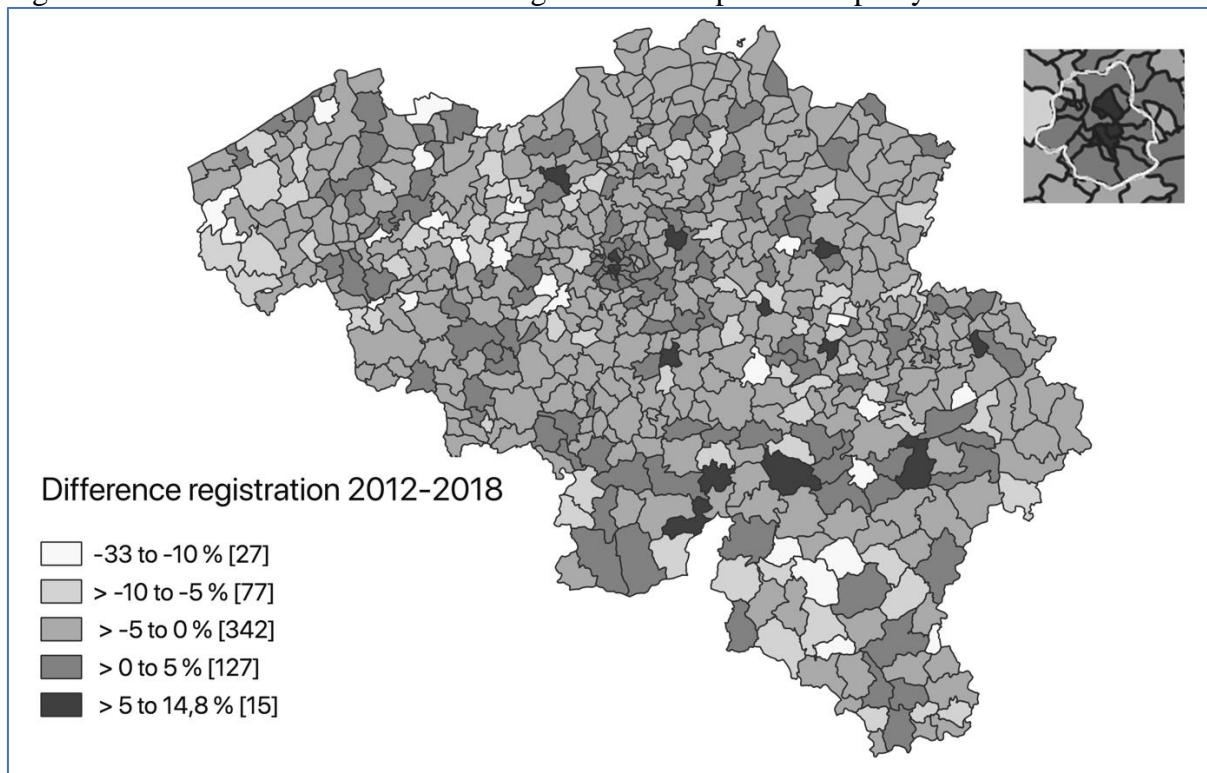 Difference registration 2012-2018
-33 to -10 % [27]
> -10 to -5 % [77]
> -5 to 0 % [342]
> 0 to 5 % [127]
> 5 to 14,8 % [15]